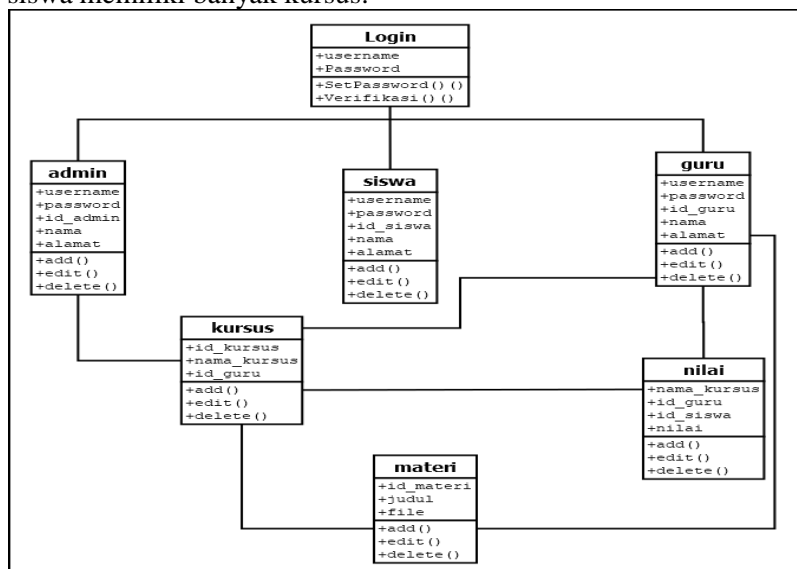 siswa memiliki banyak kursus.
Login
+username
+Password
+SetPassword()()
+Verifikasi()()
admin
+username
+password
+id_admin
+nama
+alamat
+add()
+edit()
+delete()
siswa
+username
+password
+id_siswa
+nama
+alamat
+add()
+edit()
+delete()
guru
+username
+password
+id_guru
+nama
+alamat
+add()
+edit()
+delete()
kursus
+id_kursus
+nama_kursus
+id_guru
+add()
+edit()
+delete()
nilai
+nama_kursus
+id_guru
+id_siswa
+nilai
+add()
+edit()
+delete()
materi
+id_materi
+judul
+file
+add()
+edit()
+delete()